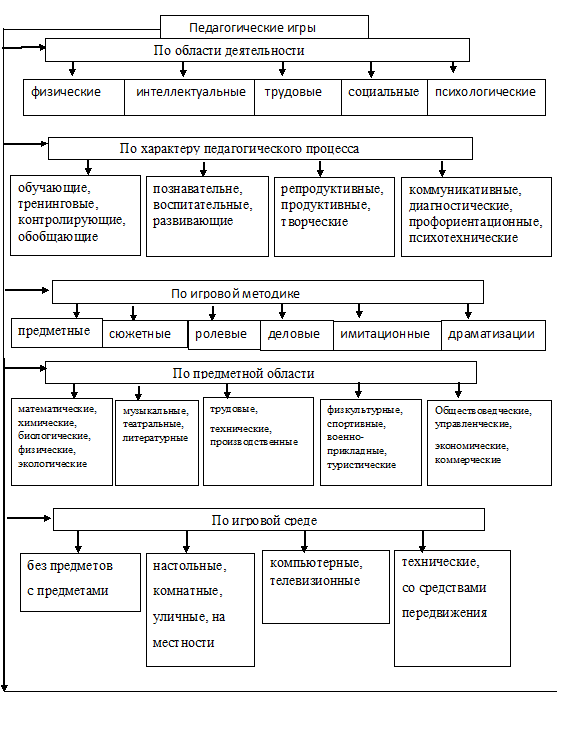 Педагогические игры
По области деятельности
физические
интеллектуальные
трудовые
социальные
психологические
По характеру педагогического процесса
обучающие,
тренинговые,
контролирующие,
обобщающие
познавательне,
воспитательные,
развивающие
репродуктивные,
продуктивные,
творческие
коммуникативные,
диагностические,
профориентационные,
психотехнические
По игровой методике
предметные
сюжетные
ролевые
деловые
имитационные
драматизации
По предметной области
математические,
химические,
биологические,
физические,
экологические
музыкальные,
театральные,
литературные
трудовые,
технические,
производственные
физкультурные,
спортивные,
военно-
прикладные,
туристические
Обществоведческие,
управленческие,
экономические,
коммерческие
По игровой среде
без предметов
с предметами
настольные,
комнатные,
уличные, на
местности
компьютерные,
телевизионные
технические,
со средствами
передвижения